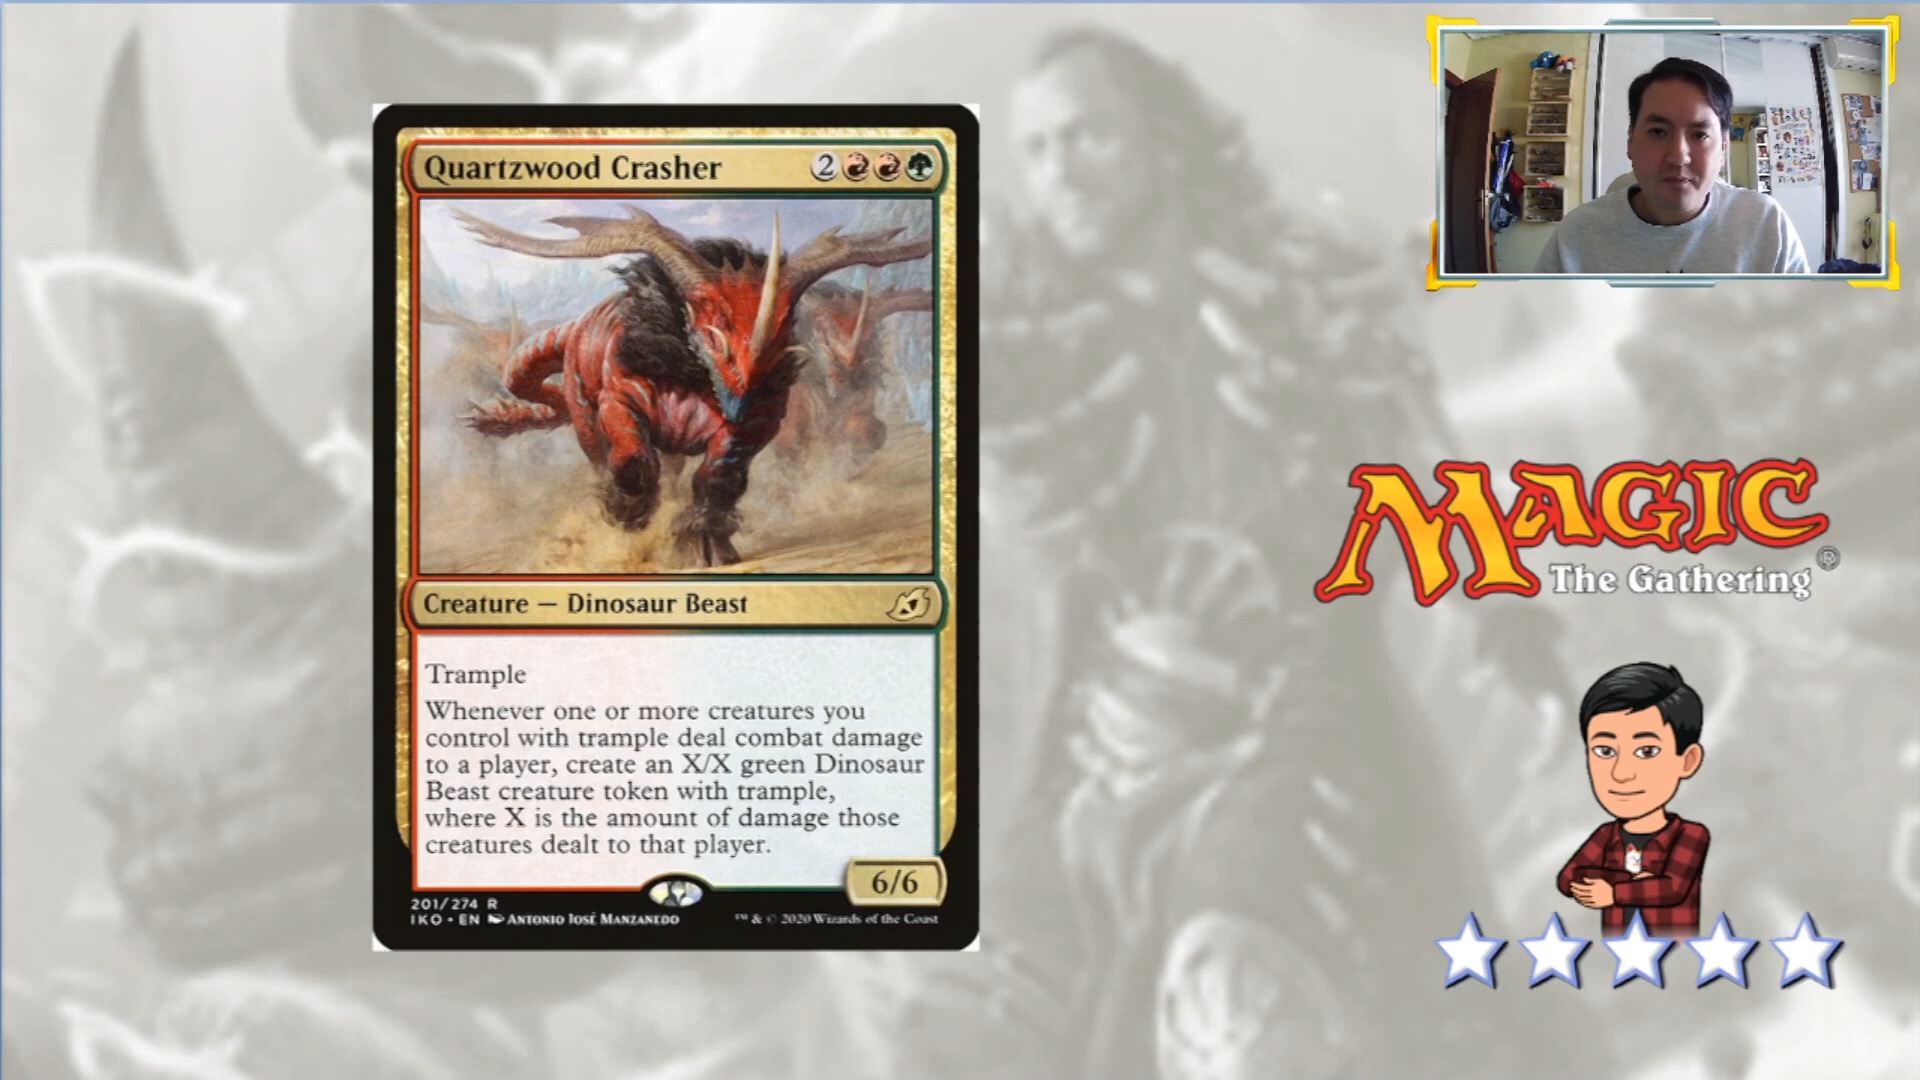 Quartzwood Crasher 2
Creature — Dinosaur Beast
Trample
Whenever one or more creatures you
control with trample deal combat damage
to a player, create an X/X green Dinosaur
Beast creature token with trample,
where X is the amount of damage those
creatures dealt to that player.
6/6
201/274 R
IKO • EN ANTONIO JOSÉ MANZANEDO ™ & © 2020 Wizards of the Coast
MAGIC
The Gathering ®